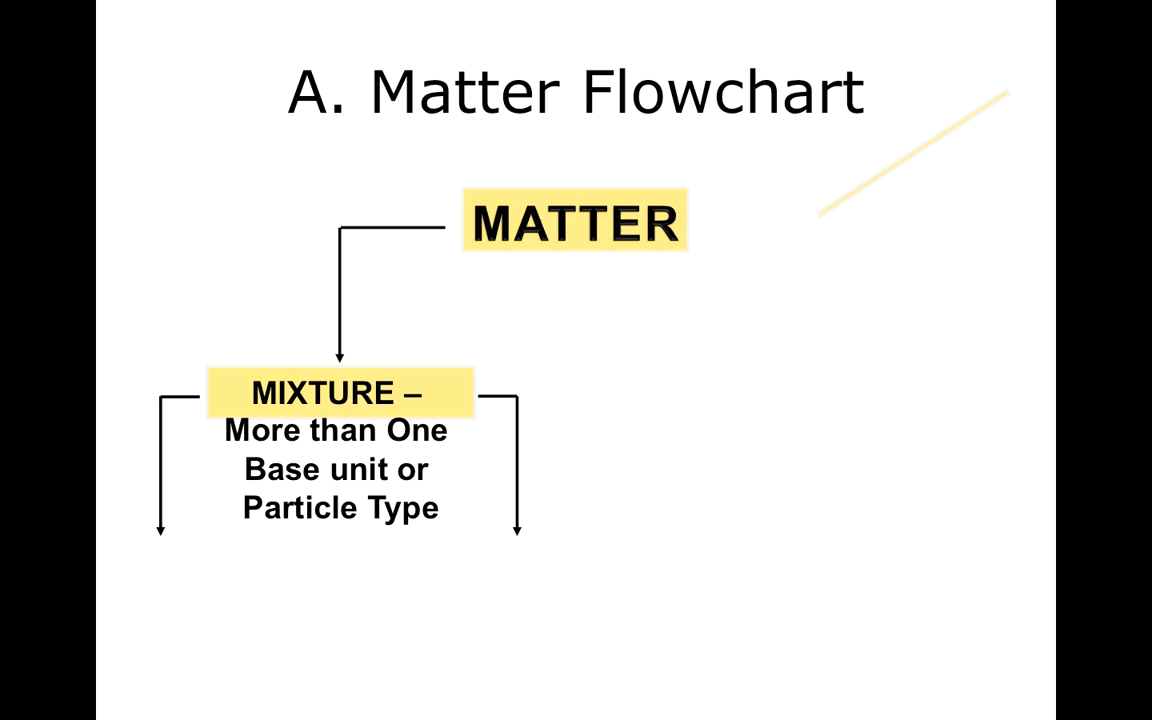 A. Matter Flowchart
MATTER
MIXTURE –
More than One
Base unit or
Particle Type